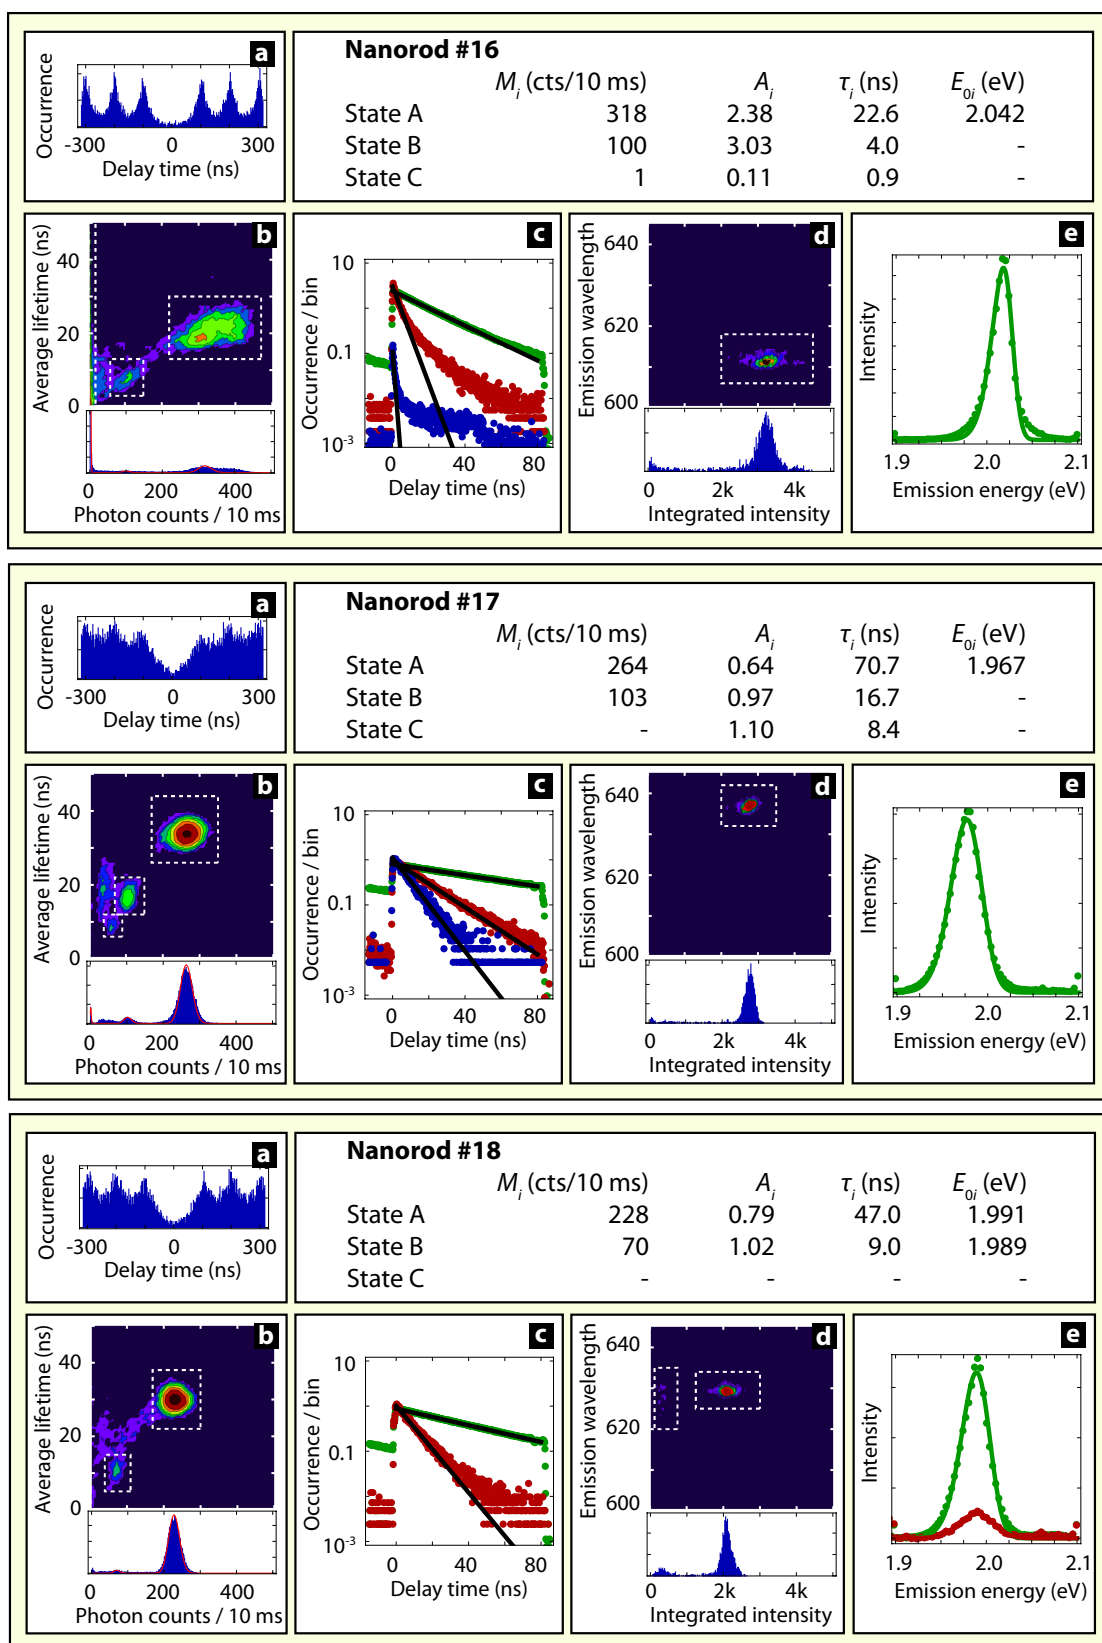 a
Occurrence
-300 0 300
Delay time (ns)
Nanorod #16
M_i (cts/10 ms) A_i τ_i (ns) E_0i (eV)
State A 318 2.38 22.6 2.042
State B 100 3.03 4.0 -
State C 1 0.11 0.9 -
b
Average lifetime (ns)
40
20
0
0 200 400
Photon counts / 10 ms
c
Occurrence / bin
10
0.1
10^-3
0 40 80
Delay time (ns)
d
Emission wavelength
640
620
600
0 2k 4k
Integrated intensity
e
Intensity
1.9 2.0 2.1
Emission energy (eV)
a
Occurrence
-300 0 300
Delay time (ns)
Nanorod #17
M_i (cts/10 ms) A_i τ_i (ns) E_0i (eV)
State A 264 0.64 70.7 1.967
State B 103 0.97 16.7 -
State C - 1.10 8.4 -
b
Average lifetime (ns)
40
20
0
0 200 400
Photon counts / 10 ms
c
Occurrence / bin
10
0.1
10^-3
0 40 80
Delay time (ns)
d
Emission wavelength
640
620
600
0 2k 4k
Integrated intensity
e
Intensity
1.9 2.0 2.1
Emission energy (eV)
a
Occurrence
-300 0 300
Delay time (ns)
Nanorod #18
M_i (cts/10 ms) A_i τ_i (ns) E_0i (eV)
State A 228 0.79 47.0 1.991
State B 70 1.02 9.0 1.989
State C - - - -
b
Average lifetime (ns)
40
20
0
0 200 400
Photon counts / 10 ms
c
Occurrence / bin
10
0.1
10^-3
0 40 80
Delay time (ns)
d
Emission wavelength
640
620
600
0 2k 4k
Integrated intensity
e
Intensity
1.9 2.0 2.1
Emission energy (eV)